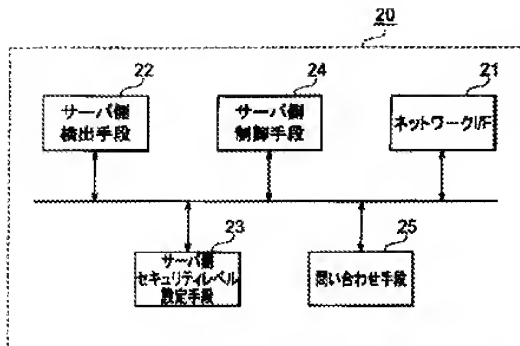 20
22
24
21
サーバ側
検出手段
サーバ側
制御手段
ネットワークI/F
23
25
サーバ側
セキュリティレベル
設定手段
問い合わせ手段